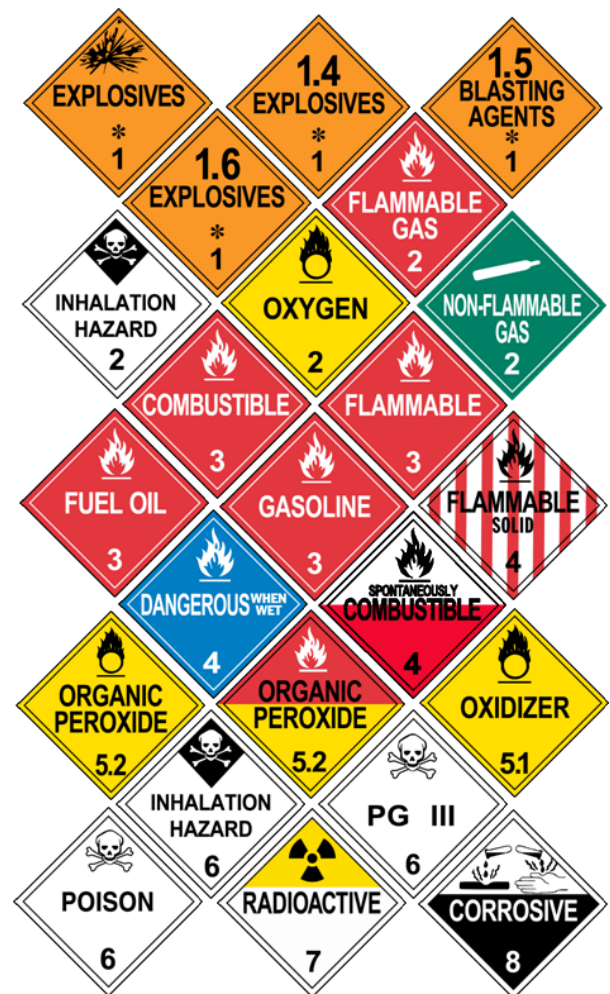 EXPLOSIVES
*
1
1.4
EXPLOSIVES
*
1
1.5
BLASTING
AGENTS
*
1
1.6
EXPLOSIVES
*
1
FLAMMABLE
GAS
2
INHALATION
HAZARD
2
OXYGEN
2
NON-FLAMMABLE
GAS
2
COMBUSTIBLE
3
FLAMMABLE
3
FUEL OIL
3
GASOLINE
3
FLAMMABLE
SOLID
4
DANGEROUS WHEN
WET
4
SPONTANEOUSLY
COMBUSTIBLE
4
ORGANIC
PEROXIDE
5.2
ORGANIC
PEROXIDE
5.2
OXIDIZER
5.1
INHALATION
HAZARD
6
PG III
6
POISON
6
RADIOACTIVE
7
CORROSIVE
8